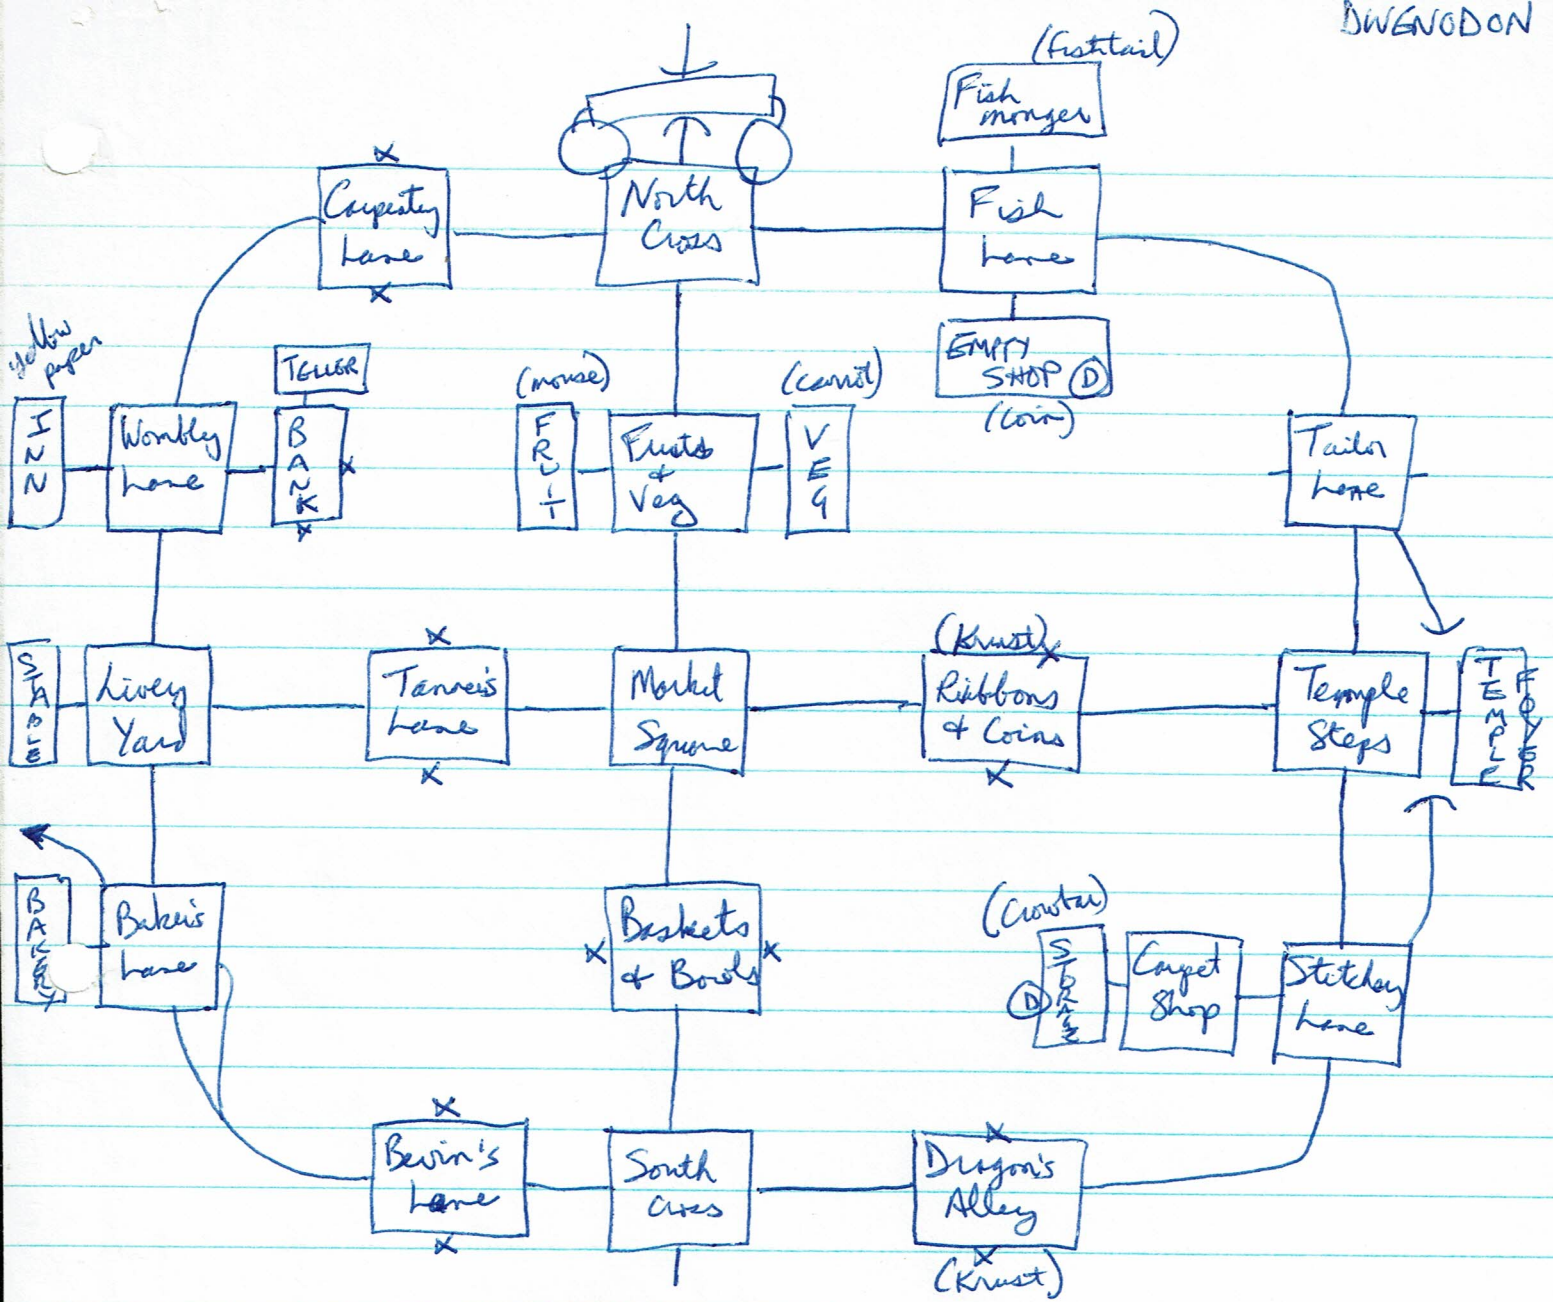 DWENODON
(Fishtail)
Fish
monger
Carpentry
Lane
North
Cross
Fish
Lane
yellow
paper
TELLER
(mouse)
(carrot)
EMPTY
SHOP D
(coin)
INN
Wombly
Lane
BANK
FRUIT
Fruits
&
Veg
VEG
Tailor
Lane
(Krust)
STABLE
Livery
Yard
Tanner's
Lane
Market
Square
Ribbons
& Coins
Temple
Steps
TEMPLE
FOYER
BAKERY
Baker's
Lane
Baskets
& Bowls
(Crowbar)
D
STORAGE
Carpet
Shop
Stitchery
Lane
Bevin's
Lane
South
Cross
Dragon's
Alley
(Krust)